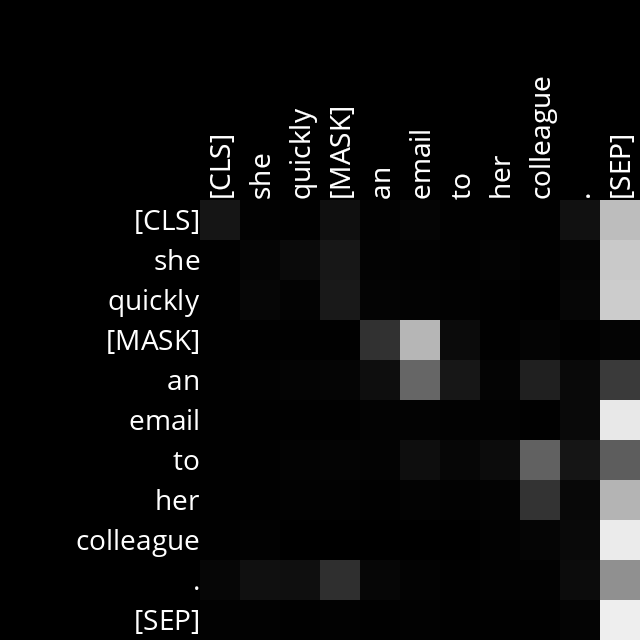 [CLS]
she
quickly
[MASK]
an
email
to
her
colleague
.
[SEP]
[CLS]
she
quickly
[MASK]
an
email
to
her
colleague
.
[SEP]